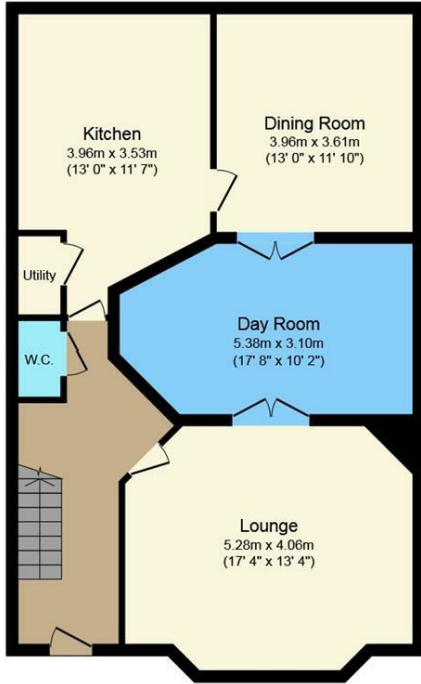 Kitchen
3.96m x 3.53m
(13' 0" x 11' 7")
Dining Room
3.96m x 3.61m
(13' 0" x 11' 10")
Utility
W.C.
Day Room
5.38m x 3.10m
(17' 8" x 10' 2")
Lounge
5.28m x 4.06m
(17' 4" x 13' 4")